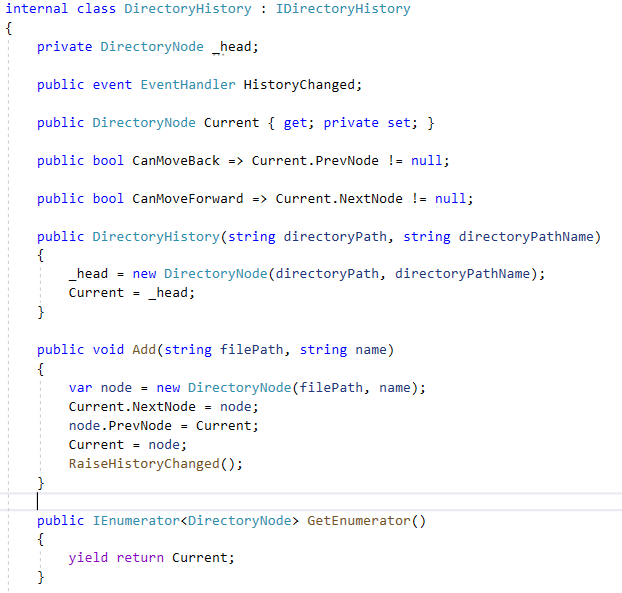 internal class DirectoryHistory : IDirectoryHistory
{
    private DirectoryNode _head;
    public event EventHandler HistoryChanged;
    public DirectoryNode Current { get; private set; }
    public bool CanMoveBack => Current.PrevNode != null;
    public bool CanMoveForward => Current.NextNode != null;
    public DirectoryHistory(string directoryPath, string directoryPathName)
    {
        _head = new DirectoryNode(directoryPath, directoryPathName);
        Current = _head;
    }
    public void Add(string filePath, string name)
    {
        var node = new DirectoryNode(filePath, name);
        Current.NextNode = node;
        node.PrevNode = Current;
        Current = node;
        RaiseHistoryChanged();
    }
    public IEnumerator<DirectoryNode> GetEnumerator()
    {
        yield return Current;
    }